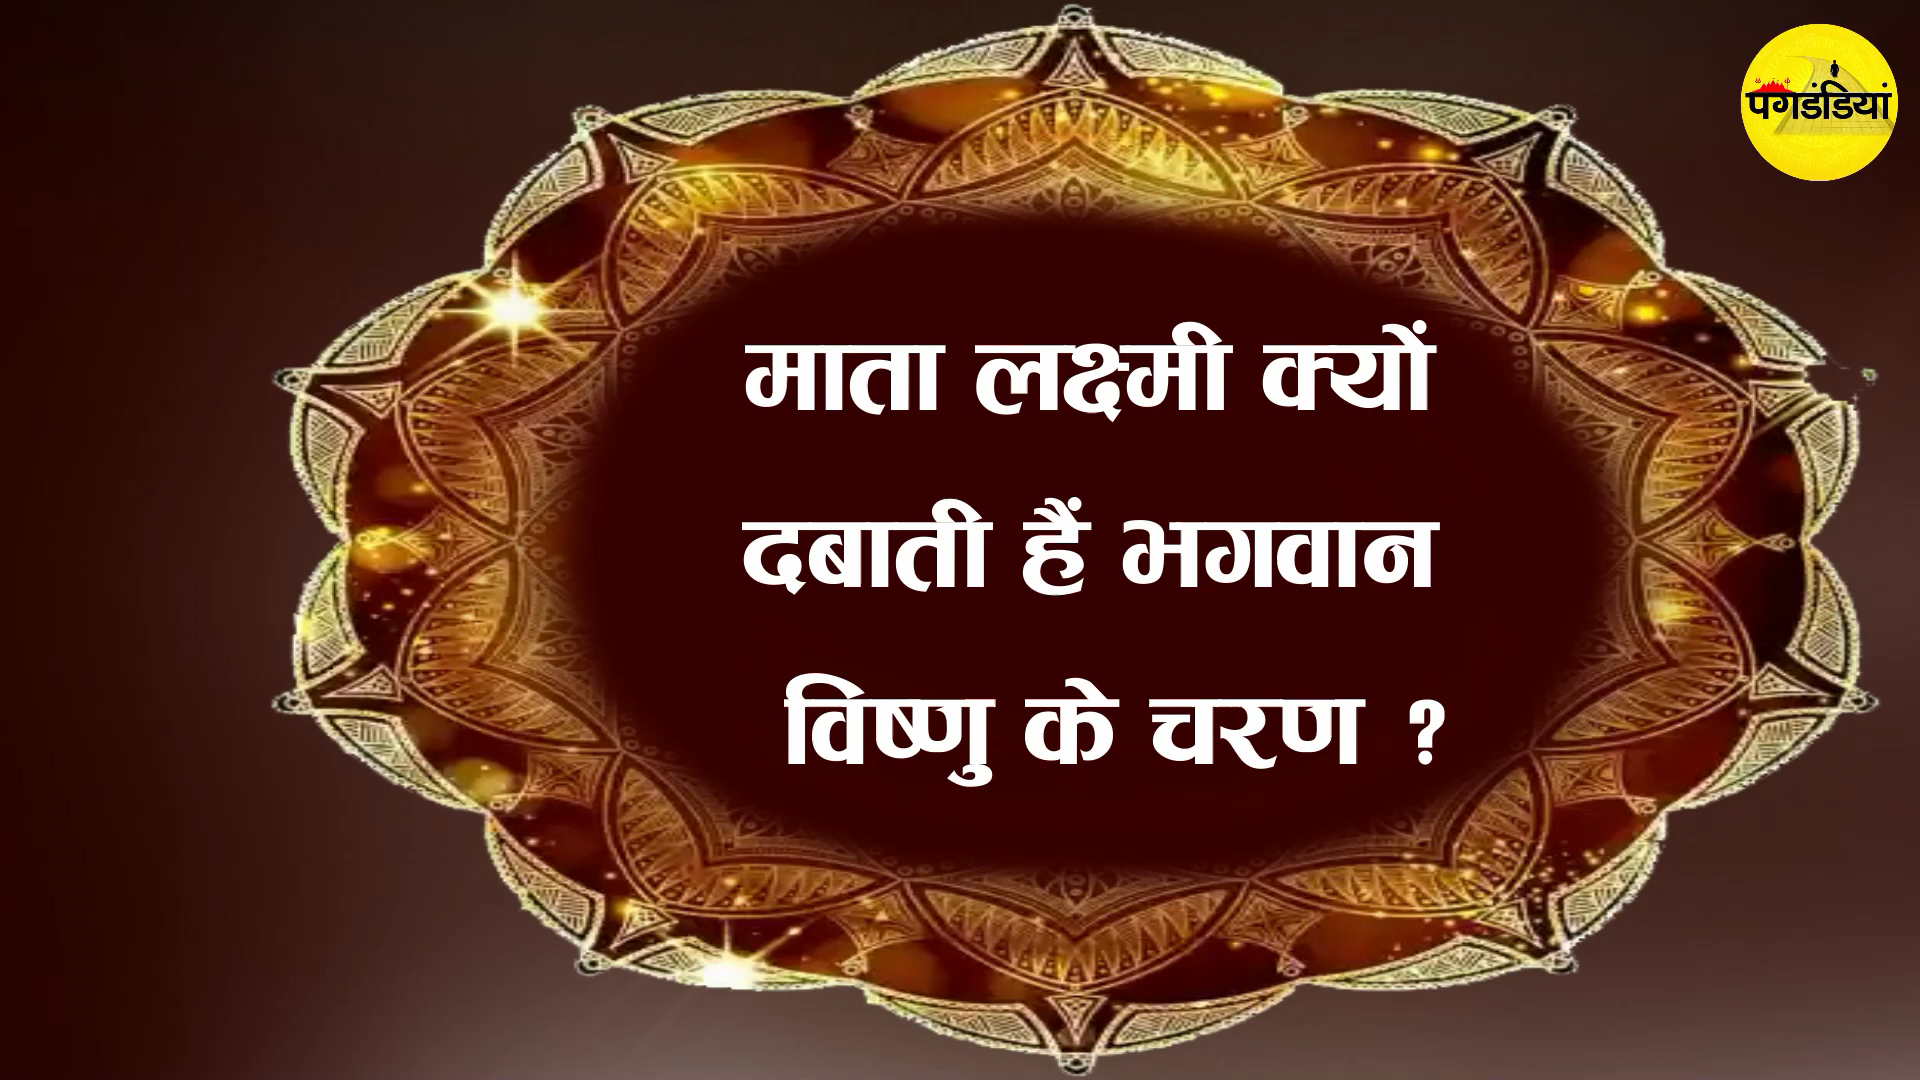 पगडंडियां
माता लक्ष्मी क्यों
दबाती हैं भगवान
विष्णु के चरण ?